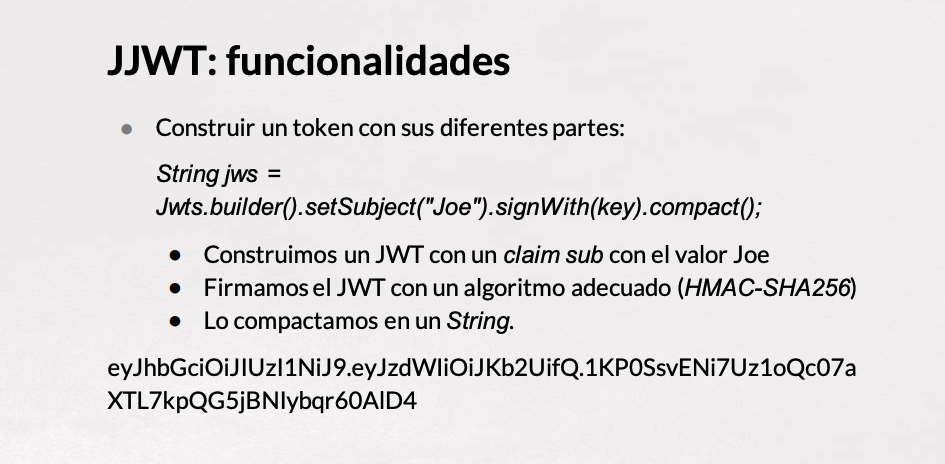 JJWT: funcionalidades
Construir un token con sus diferentes partes:
String jws =
Jwts.builder().setSubject("Joe").signWith(key).compact();
Construimos un JWT con un claim sub con el valor Joe
Firmamos el JWT con un algoritmo adecuado (HMAC-SHA256)
Lo compactamos en un String.
eyJhbGciOiJIUzI1NiJ9.eyJzdWIiOiJKb2UifQ.1KP0SsvENi7Uz1oQc07a
XTL7kpQG5jBNIybqr60AlD4